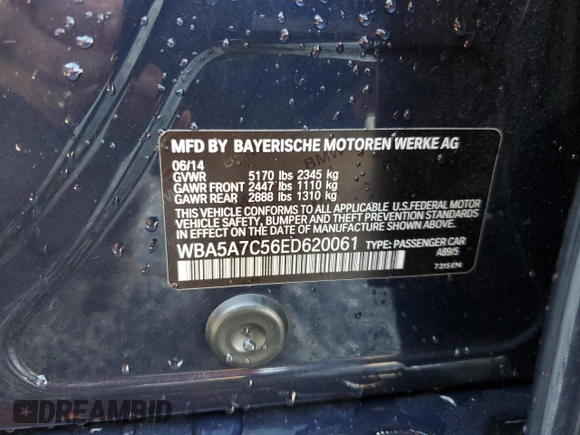 MFD BY BAYERISCHE MOTOREN WERKE AG
06/14
GVWR 5170 lbs 2345 kg
GAWR FRONT 2447 lbs 1110 kg
GAWR REAR 2888 lbs 1310 kg
THIS VEHICLE CONFORMS TO ALL APPLICABLE U.S.FEDERAL MOTOR
VEHICLE SAFETY, BUMPER, AND THEFT PREVENTION STANDARDS
IN EFFECT ON THE DATE OF MANUFACTURE SHOWN ABOVE.
WBA5A7C56ED620061 TYPE: PASSENGER CAR
A89/5
DREAMBID